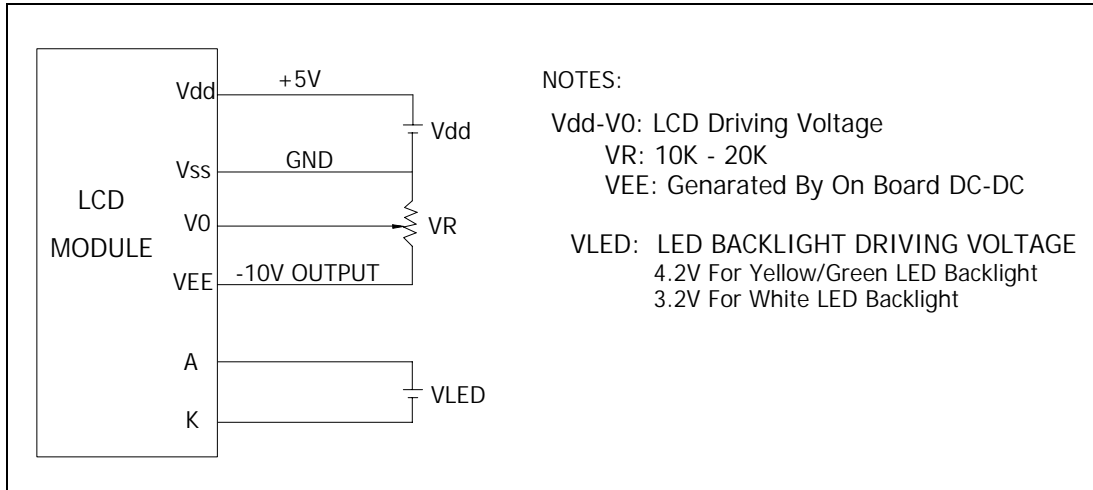 LCD
MODULE
Vdd
Vss
V0
VEE
A
K
+5V
GND
-10V OUTPUT
Vdd
VR
VLED
NOTES:
Vdd-V0: LCD Driving Voltage
VR: 10K - 20K
VEE: Genarated By On Board DC-DC
VLED: LED BACKLIGHT DRIVING VOLTAGE
4.2V For Yellow/Green LED Backlight
3.2V For White LED Backlight